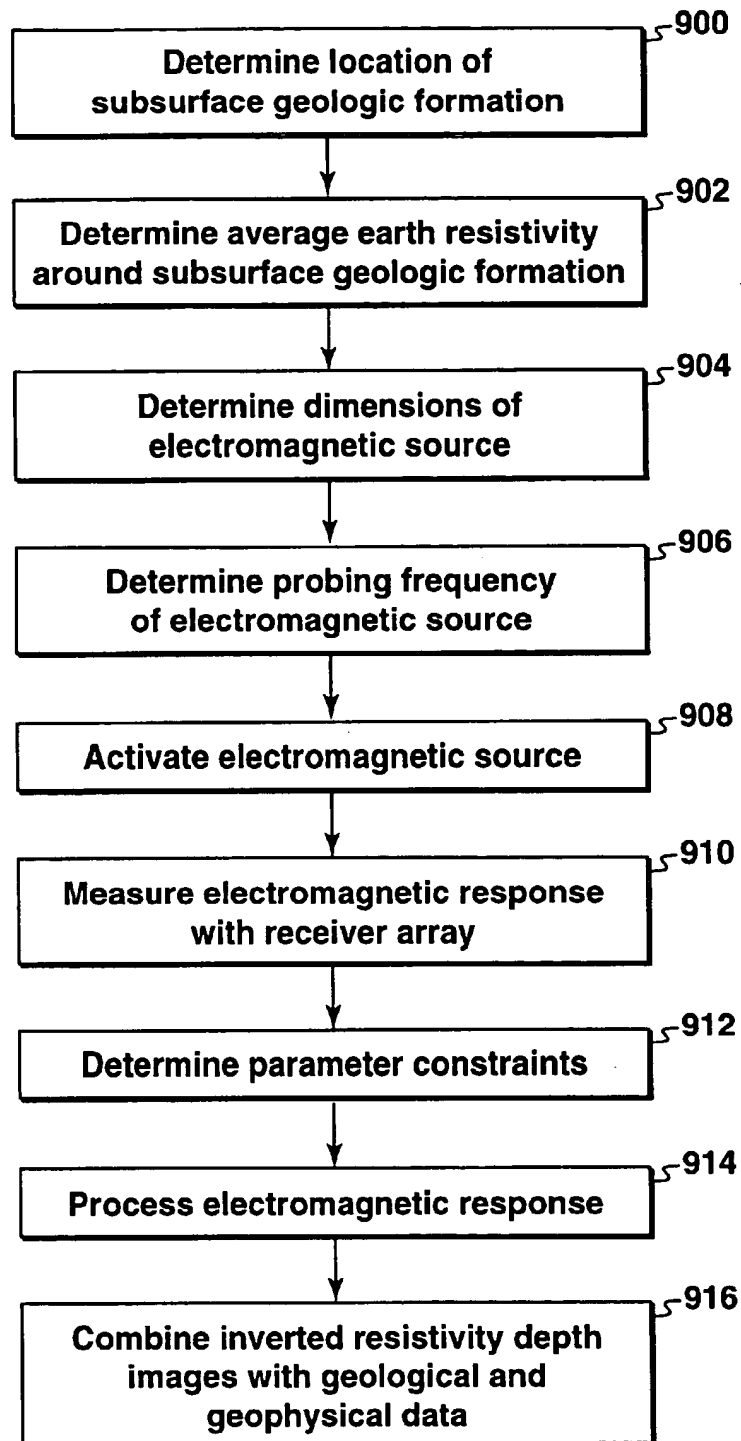 900
Determine location of
subsurface geologic formation
902
Determine average earth resistivity
around subsurface geologic formation
904
Determine dimensions of
electromagnetic source
906
Determine probing frequency
of electromagnetic source
908
Activate electromagnetic source
910
Measure electromagnetic response
with receiver array
912
Determine parameter constraints
914
Process electromagnetic response
916
Combine inverted resistivity depth
images with geological and
geophysical data